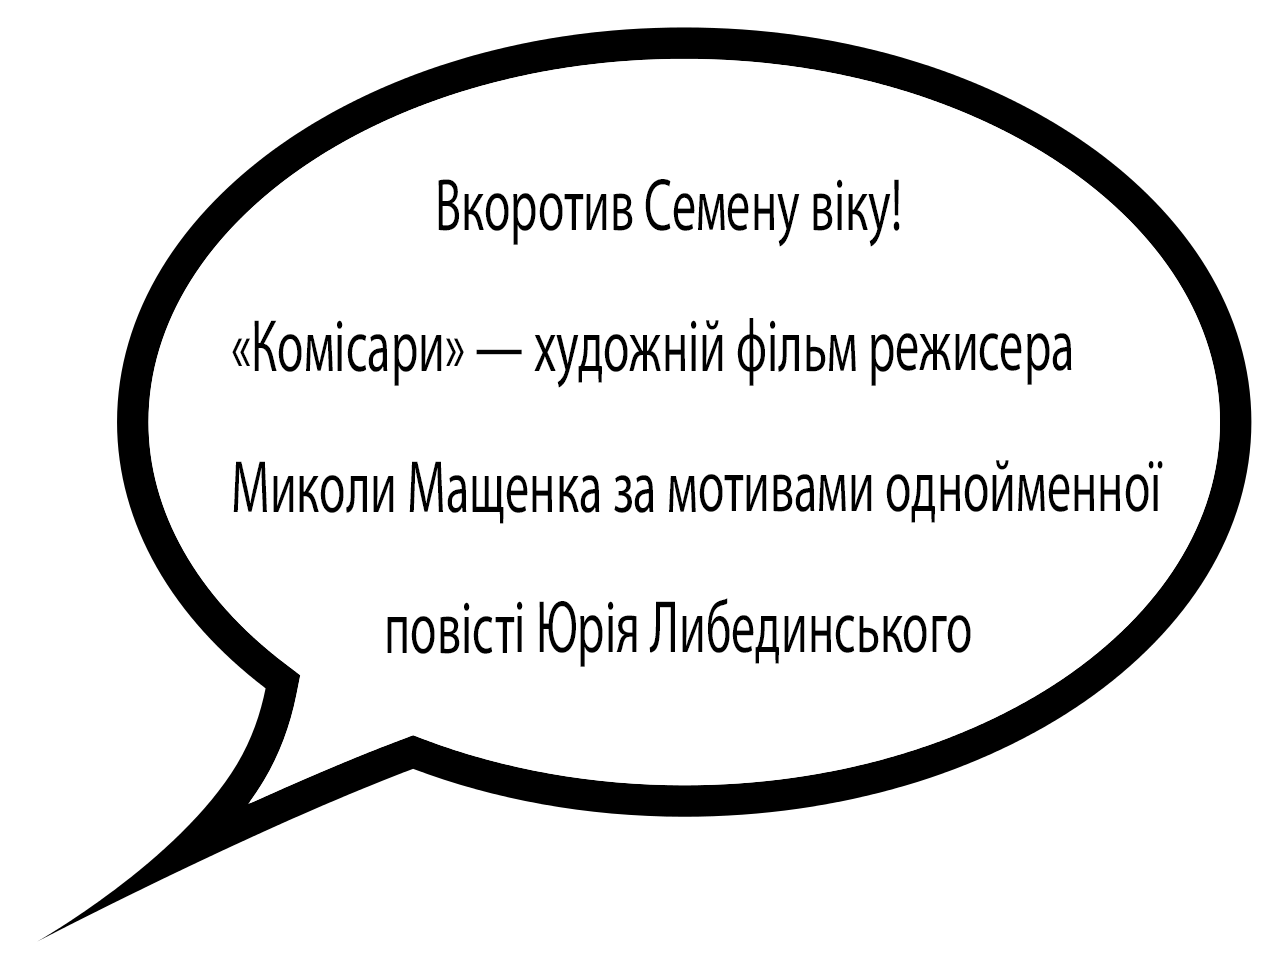 Вкоротив Семену віку!
«Комісари» — художній фільм режисера
Миколи Мащенка за мотивами однойменної
повісті Юрія Либединського